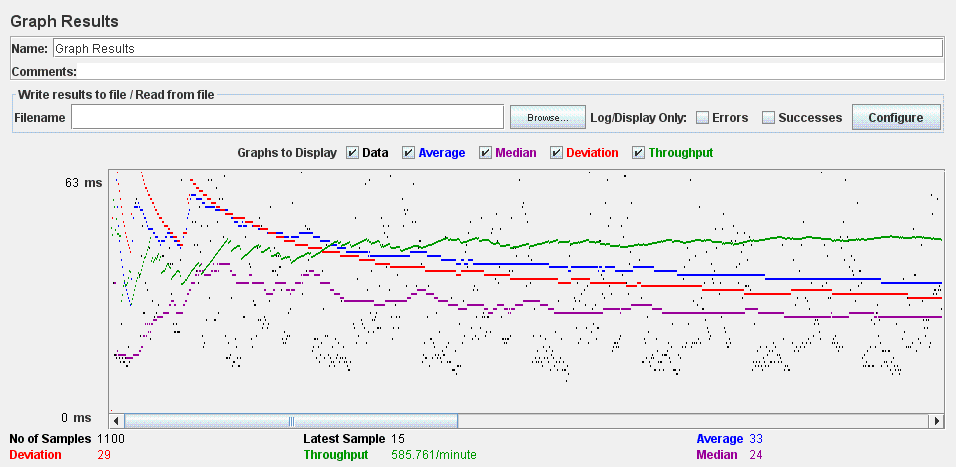 Graph Results
Name: Graph Results
Comments:
Write results to file / Read from file
Filename Browse... Log/Display Only: Errors Successes Configure
Graphs to Display Data Average Median Deviation Throughput
63 ms
0 ms
No of Samples 1100 Latest Sample 15 Average 33
Deviation 29 Throughput 585.761/minute Median 24